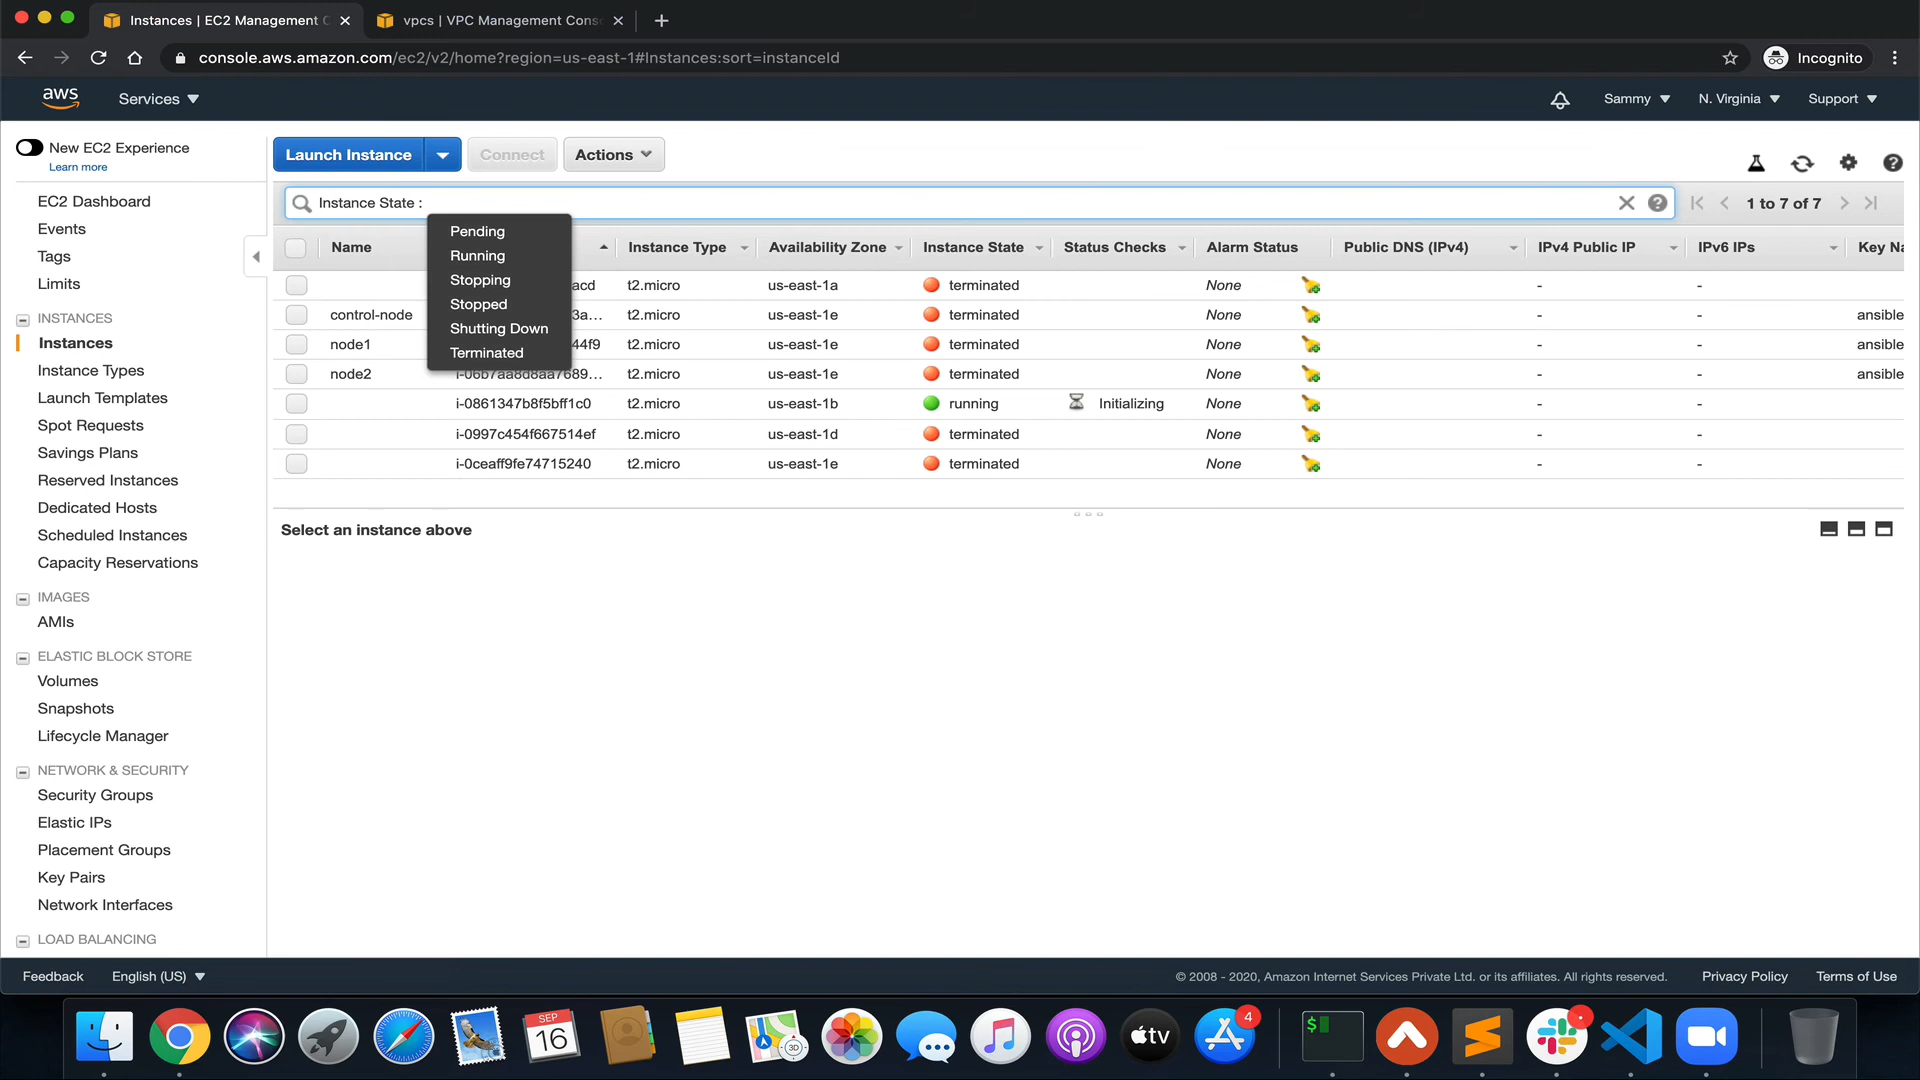 Instances | EC2 Management C
vpcs | VPC Management Cons
console.aws.amazon.com/ec2/v2/home?region=us-east-1#Instances:sort=instanceId
Incognito
aws
Services
Sammy
N. Virginia
Support
New EC2 Experience
Learn more
EC2 Dashboard
Events
Tags
Limits
INSTANCES
Instances
Instance Types
Launch Templates
Spot Requests
Savings Plans
Reserved Instances
Dedicated Hosts
Scheduled Instances
Capacity Reservations
IMAGES
AMIs
ELASTIC BLOCK STORE
Volumes
Snapshots
Lifecycle Manager
NETWORK & SECURITY
Security Groups
Elastic IPs
Placement Groups
Key Pairs
Network Interfaces
LOAD BALANCING
Launch Instance
Connect
Actions
Instance State :
1 to 7 of 7
Pending
Running
Stopping
Stopped
Shutting Down
Terminated
Name Instance Type Availability Zone Instance State Status Checks Alarm Status Public DNS (IPv4) IPv4 Public IP IPv6 IPs Key Na
acd t2.micro us-east-1a terminated None - -
control-node 3a... t2.micro us-east-1e terminated None - - ansible
node1 44f9 t2.micro us-east-1e terminated None - - ansible
node2 i-06b7aa8d8aa7689... t2.micro us-east-1e terminated None - - ansible
i-0861347b8f5bff1c0 t2.micro us-east-1b running Initializing None - -
i-0997c454f667514ef t2.micro us-east-1d terminated None - -
i-0ceaff9fe74715240 t2.micro us-east-1e terminated None - -
Select an instance above
Feedback
English (US)
© 2008 - 2020, Amazon Internet Services Private Ltd. or its affiliates. All rights reserved.
Privacy Policy
Terms of Use
SEP
16
3D
tv
4
$